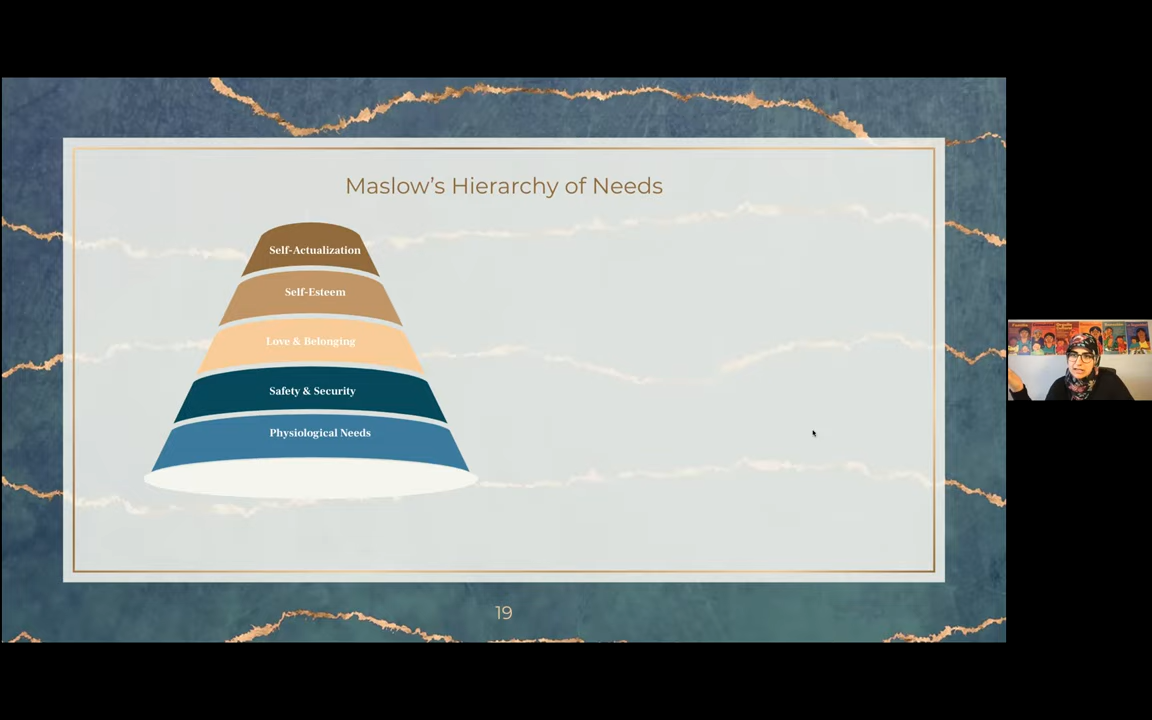 Maslow’s Hierarchy of Needs
Self-Actualization
Self-Esteem
Love & Belonging
Safety & Security
Physiological Needs
19